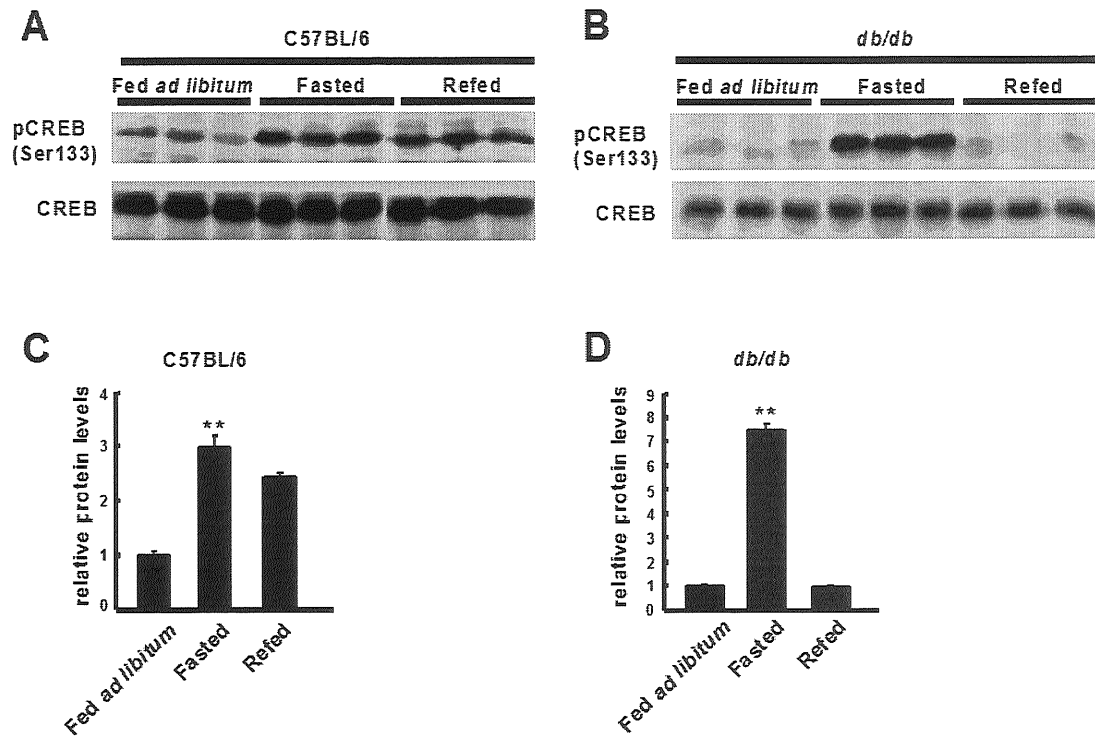 A
C57BL/6
Fed ad libitum Fasted Refed
pCREB
(Ser133)
CREB
B
db/db
Fed ad libitum Fasted Refed
pCREB
(Ser133)
CREB
C
C57BL/6
relative protein levels
4
3
2
1
0
**
Fed ad libitum
Fasted
Refed
D
db/db
relative protein levels
9
8
7
6
5
4
3
2
1
0
**
Fed ad libitum
Fasted
Refed